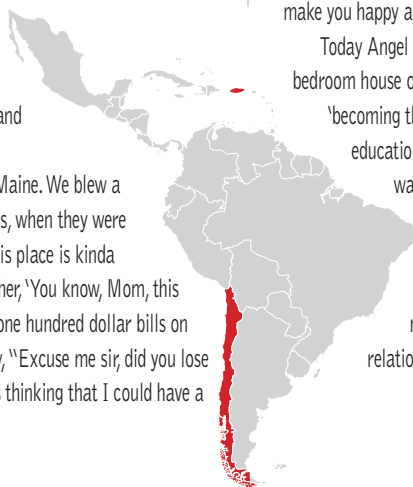 and
Maine. We blew a
s, when they were
is place is kinda
her, ‘You know, Mom, this
one hundred dollar bills on
, “Excuse me sir, did you lose
thinking that I could have a
make you happy a
Today Angel
bedroom house o
‘becoming th
educatio
wa
relatio